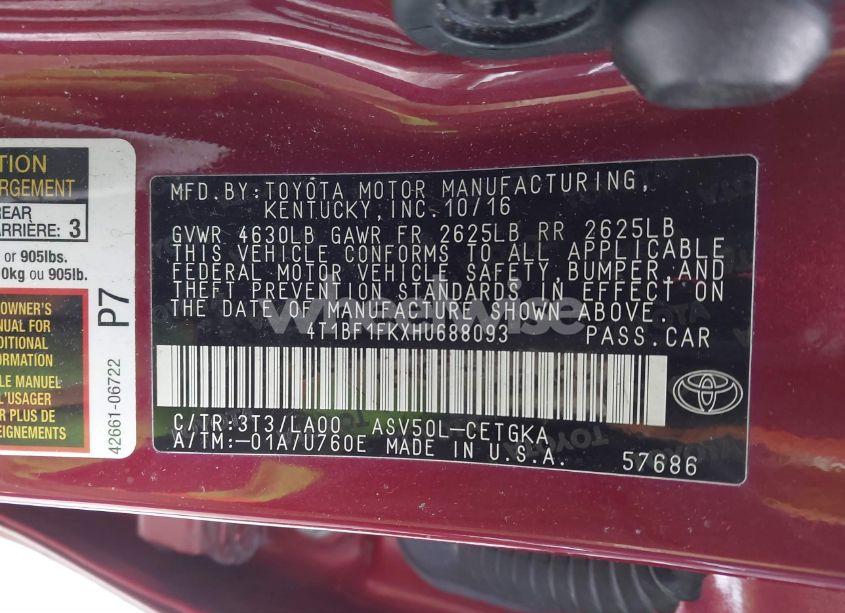 TION
RGEMENT
REAR
ARRIÈRE: 3
or 905lbs.
0kg ou 905lb.
OWNER'S
NUAL FOR
DITIONAL
FORMATION
LE MANUEL
L'USAGER
R PLUS DE
P7
42661-06722
MFD.BY:TOYOTA MOTOR MANUFACTURING,
KENTUCKY,INC.10/16
GVWR 4630LB GAWR FR 2625LB RR 2625LB
THIS VEHICLE CONFORMS TO ALL APPLICABLE
FEDERAL MOTOR VEHICLE SAFETY,BUMPER,AND
THEFT PREVENTION STANDARDS IN EFFECT ON
THE DATE OF MANUFACTURE SHOWN ABOVE.
wheelwise
4T1BF1FKXHU688093 PASS.CAR
C/TR:3T3/LA00 ASV50L-CETGKA
A/TM:-01A/U760E MADE IN U.S.A. 57686